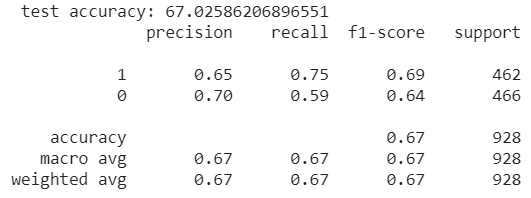 test accuracy: 67.02586206896551
precision recall f1-score support
1 0.65 0.75 0.69 462
0 0.70 0.59 0.64 466
accuracy 0.67 928
macro avg 0.67 0.67 0.67 928
weighted avg 0.67 0.67 0.67 928